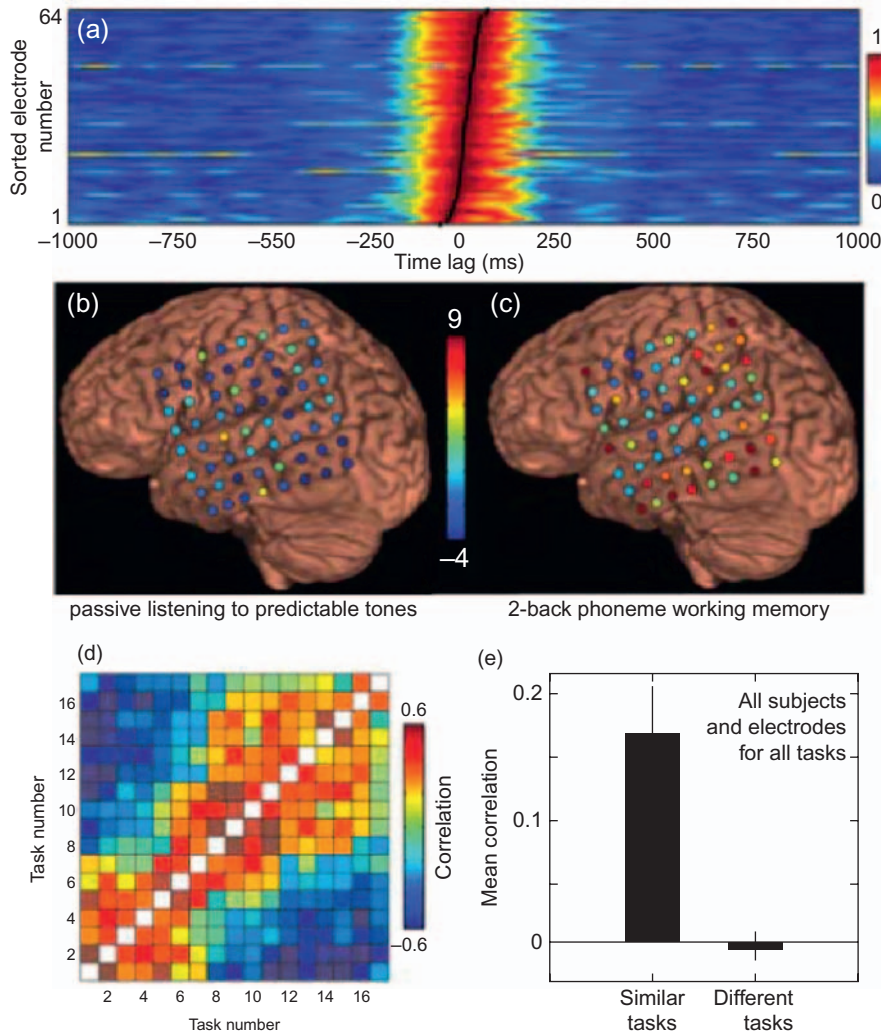 (a)
64
Sorted electrode
number
1
1
0
–1000 –750 –550 –250 0 250 500 750 1000
Time lag (ms)
(b)
(c)
9
–4
passive listening to predictable tones
2-back phoneme working memory
(d)
16
14
12
10
8
6
4
2
Task number
2 4 6 8 10 12 14 16
Task number
0.6
–0.6
Correlation
(e)
0.2
0.1
0
Mean correlation
All subjects
and electrodes
for all tasks
Similar Different
tasks tasks